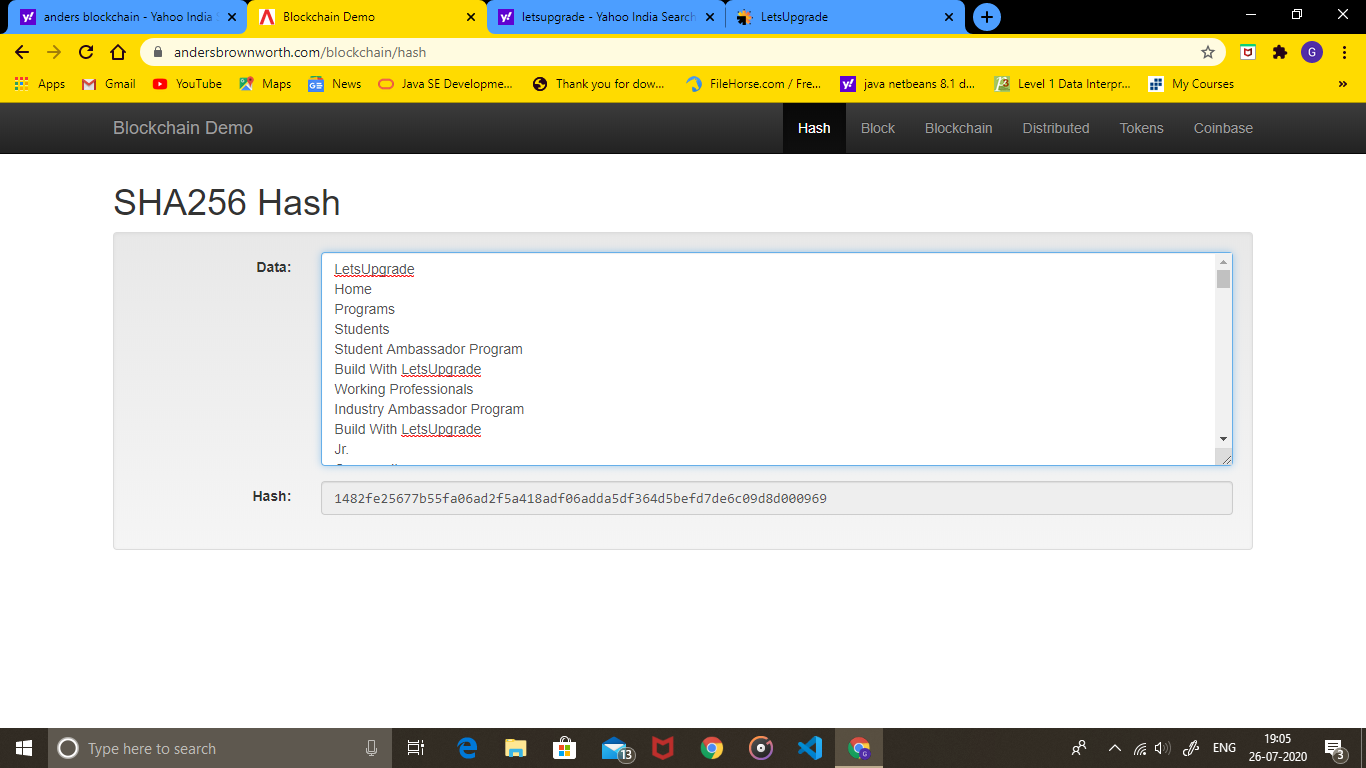 anders blockchain - Yahoo India
Blockchain Demo
letsupgrade - Yahoo India Search
LetsUpgrade
andersbrownworth.com/blockchain/hash
G
Apps
Gmail
YouTube
Maps
News
Java SE Developme...
Thank you for dow...
FileHorse.com / Fre...
java netbeans 8.1 d...
Level 1 Data Interpr...
My Courses
»
Blockchain Demo
Hash
Block
Blockchain
Distributed
Tokens
Coinbase
SHA256 Hash
Data:
LetsUpgrade
Home
Programs
Students
Student Ambassador Program
Build With LetsUpgrade
Working Professionals
Industry Ambassador Program
Build With LetsUpgrade
Jr.
Hash:
1482fe25677b55fa06ad2f5a418adf06adda5df364d5befd7de6c09d8d000969
Type here to search
13
ENG
19:05
26-07-2020
3